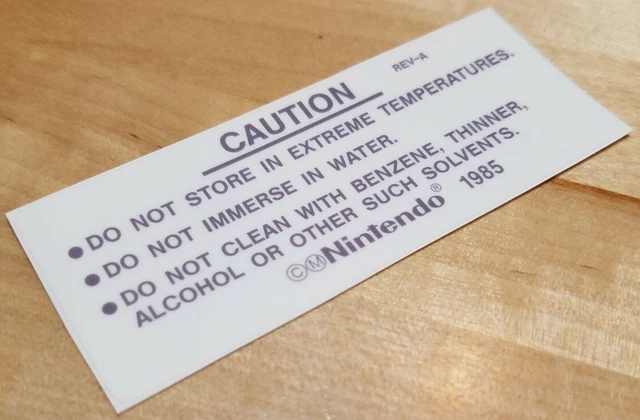 CAUTION
REV-A
● DO NOT STORE IN EXTREME TEMPERATURES.
● DO NOT IMMERSE IN WATER.
● DO NOT CLEAN WITH BENZENE, THINNER,
ALCOHOL OR OTHER SUCH SOLVENTS.
ⒸⓂNintendo® 1985